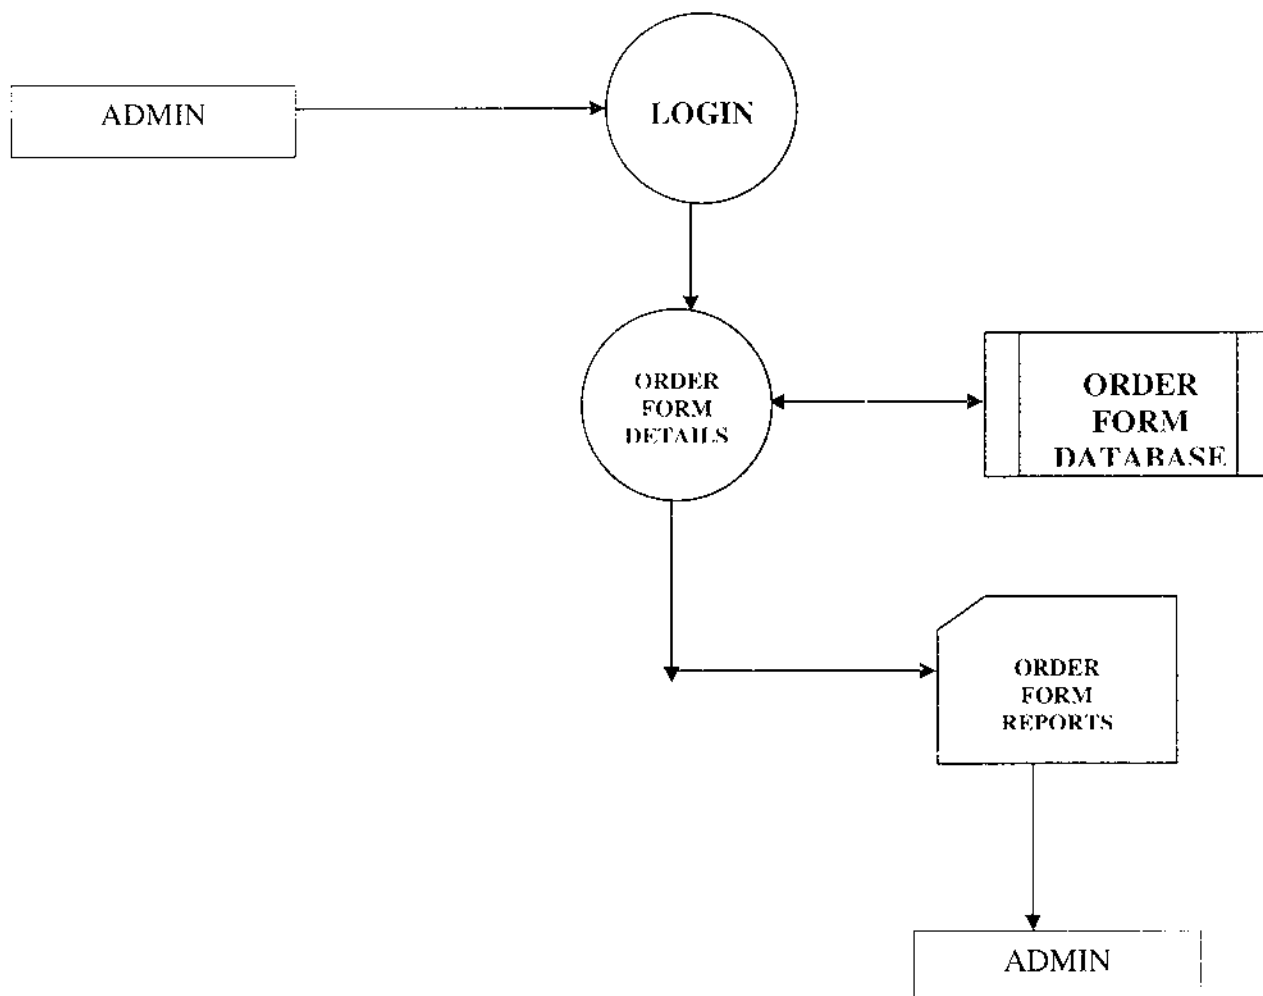 ADMIN
LOGIN
ORDER
FORM
DETAILS
ORDER
FORM
DATABASE
ORDER
FORM
REPORTS
ADMIN